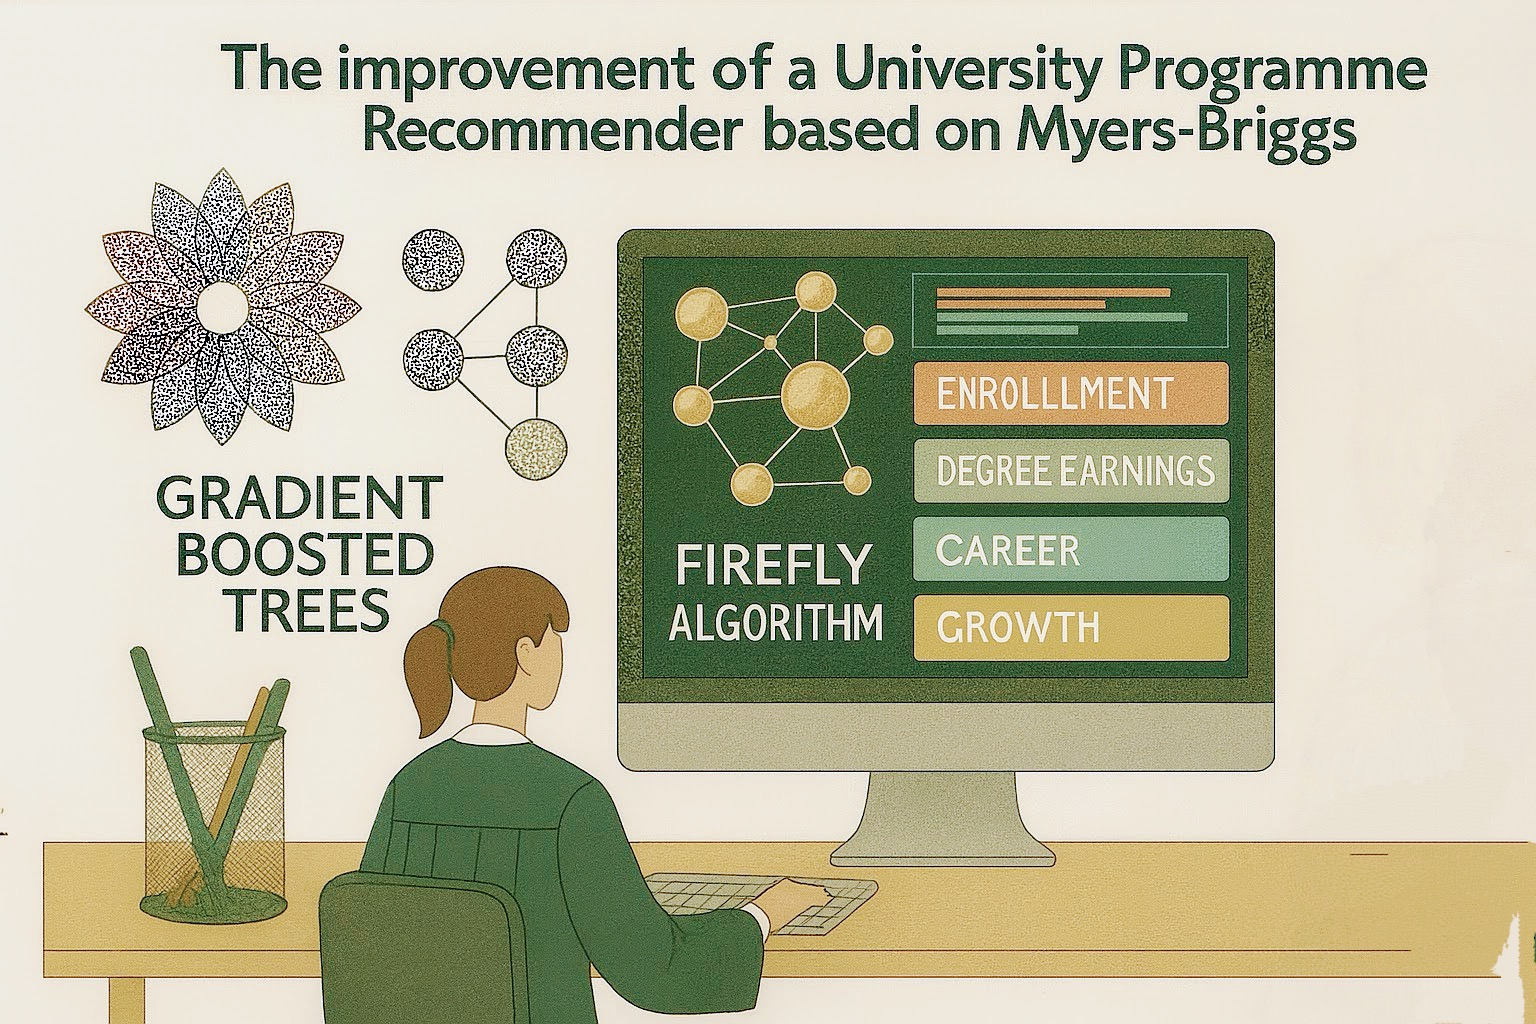 The improvement of a University Programme
Recommender based on Myers-Briggs
GRADIENT
BOOSTED
TREES
FIREFLY
ALGORITHM
ENROLLLMENT
DEGREE EARNINGS
CAREER
GROWTH